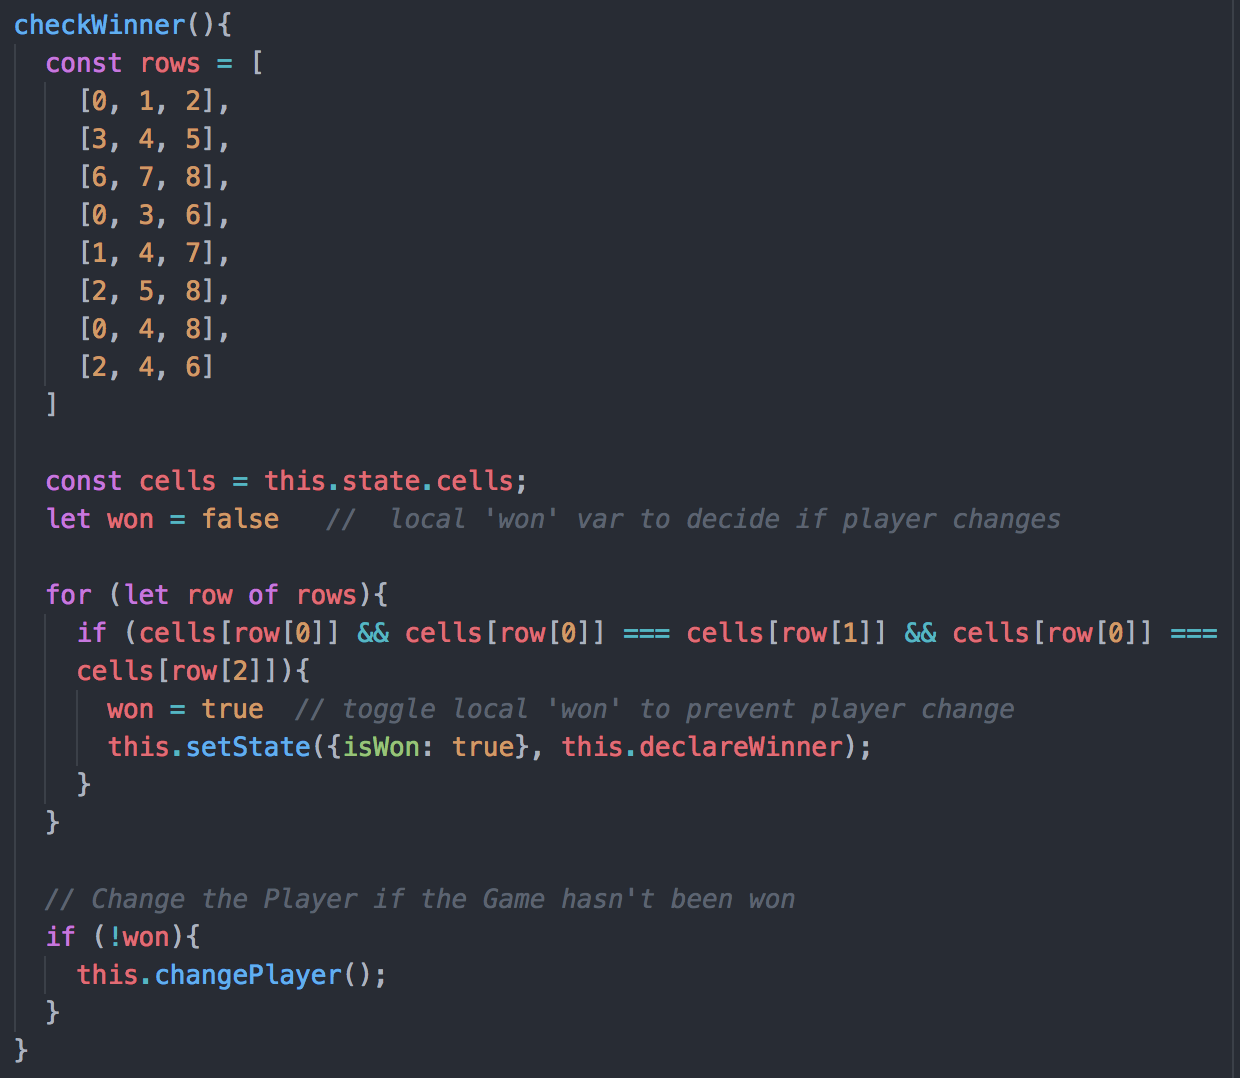 checkWinner(){
  const rows = [
    [0, 1, 2],
    [3, 4, 5],
    [6, 7, 8],
    [0, 3, 6],
    [1, 4, 7],
    [2, 5, 8],
    [0, 4, 8],
    [2, 4, 6]
  ]

  const cells = this.state.cells;
  let won = false   //  local 'won' var to decide if player changes

  for (let row of rows){
    if (cells[row[0]] && cells[row[0]] === cells[row[1]] && cells[row[0]] ===
    cells[row[2]]){
      won = true  // toggle local 'won' to prevent player change
      this.setState({isWon: true}, this.declareWinner);
    }
  }

  // Change the Player if the Game hasn't been won
  if (!won){
    this.changePlayer();
  }
}